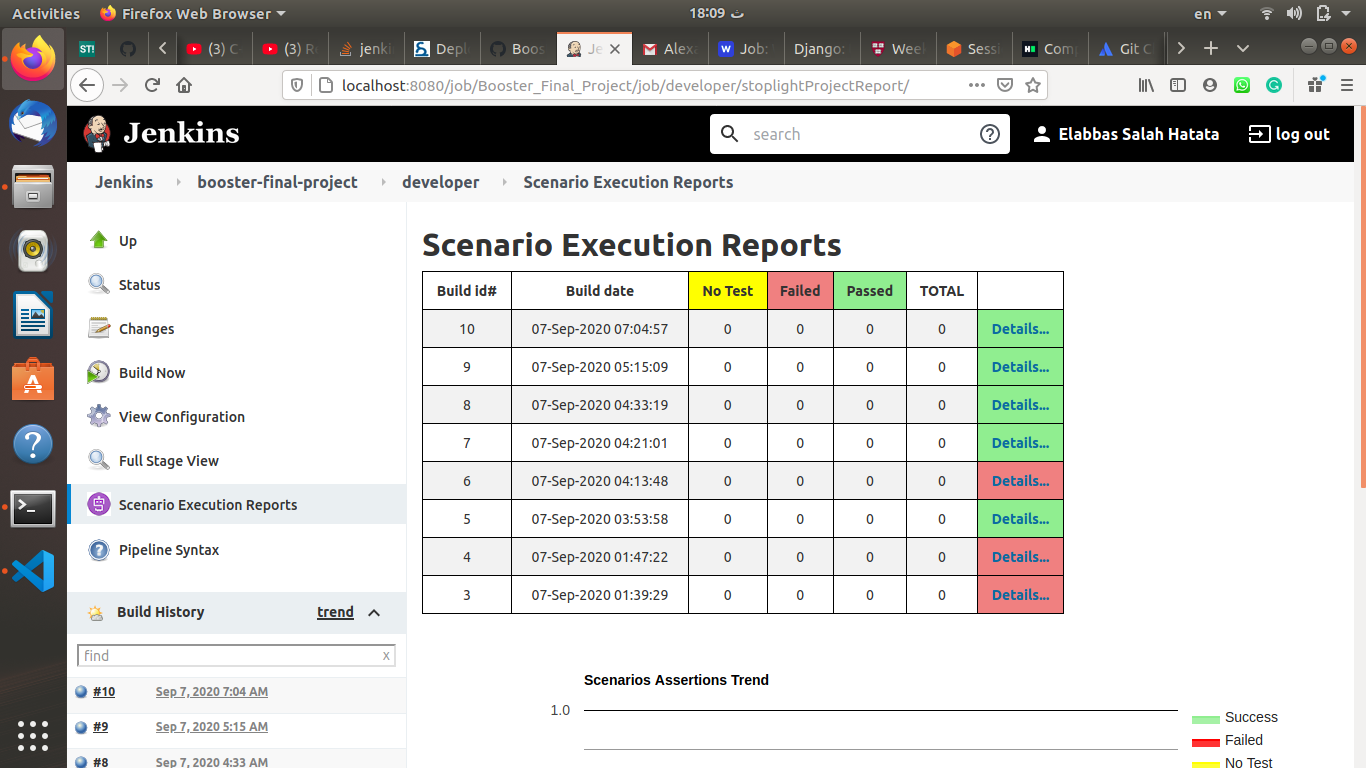 Activities Firefox Web Browser 18:09 ث en
ST! (3) C (3) R jenki Depl Boos Je Gmail Alexa Job: Django: Wee Sessi Com Git C
localhost:8080/job/Booster_Final_Project/job/developer/stoplightProjectReport/
Jenkins search Elabbas Salah Hatata log out
Jenkins booster-final-project developer Scenario Execution Reports
Up
Status
Changes
Build Now
View Configuration
Full Stage View
Scenario Execution Reports
Pipeline Syntax
Build History trend
find x
#10 Sep 7, 2020 7:04 AM
#9 Sep 7, 2020 5:15 AM
#8 Sep 7, 2020 4:33 AM
Scenario Execution Reports
Build id# Build date No Test Failed Passed TOTAL
10 07-Sep-2020 07:04:57 0 0 0 0 Details...
9 07-Sep-2020 05:15:09 0 0 0 0 Details...
8 07-Sep-2020 04:33:19 0 0 0 0 Details...
7 07-Sep-2020 04:21:01 0 0 0 0 Details...
6 07-Sep-2020 04:13:48 0 0 0 0 Details...
5 07-Sep-2020 03:53:58 0 0 0 0 Details...
4 07-Sep-2020 01:47:22 0 0 0 0 Details...
3 07-Sep-2020 01:39:29 0 0 0 0 Details...
Scenarios Assertions Trend
1.0
Success
Failed
No Test